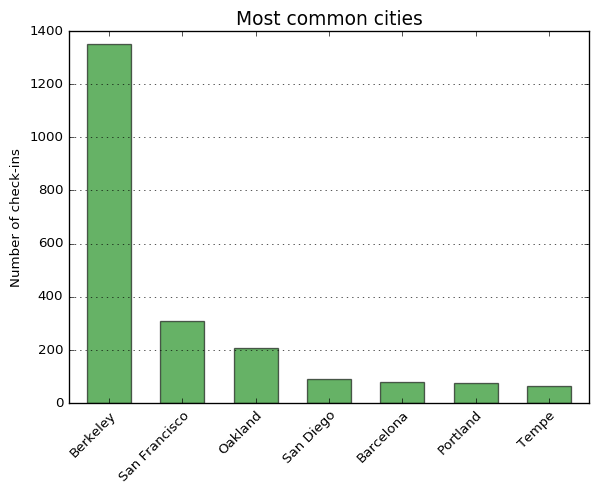 Most common cities
1400
1200
1000
800
600
400
200
0
Number of check-ins
Berkeley
San Francisco
Oakland
San Diego
Barcelona
Portland
Tempe